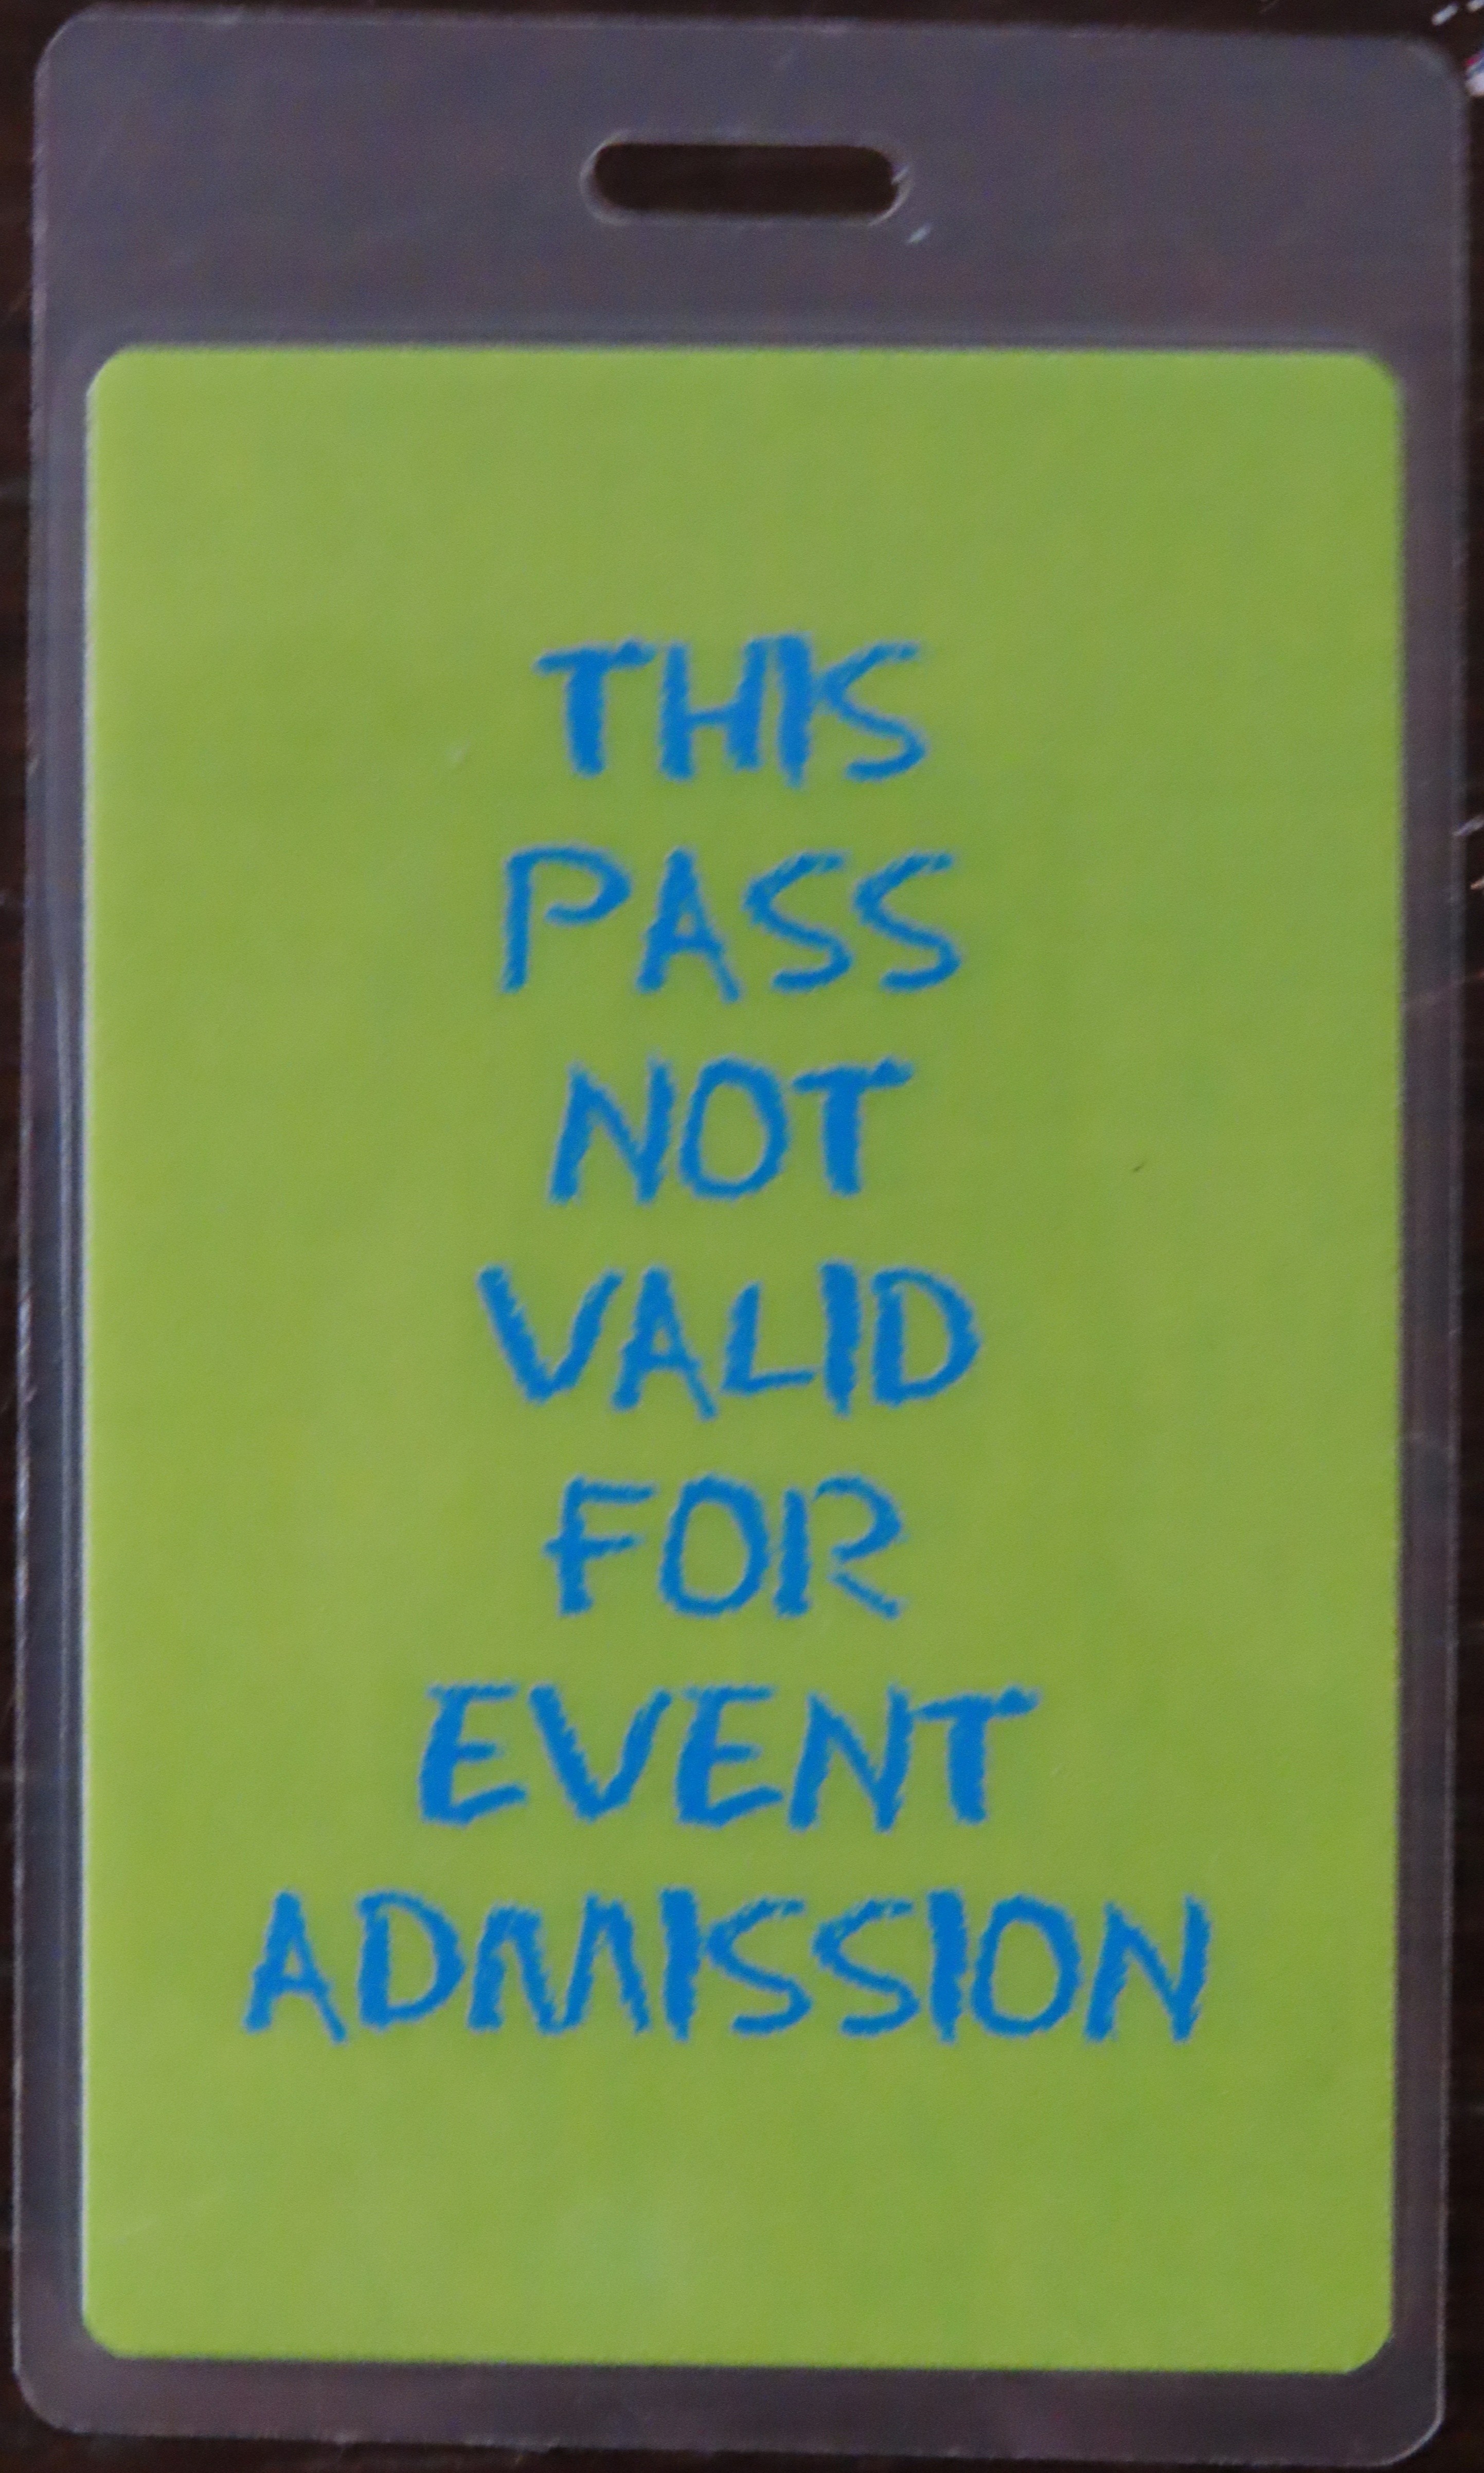 THIS
PASS
NOT
VALID
FOR
EVENT
ADMISSION